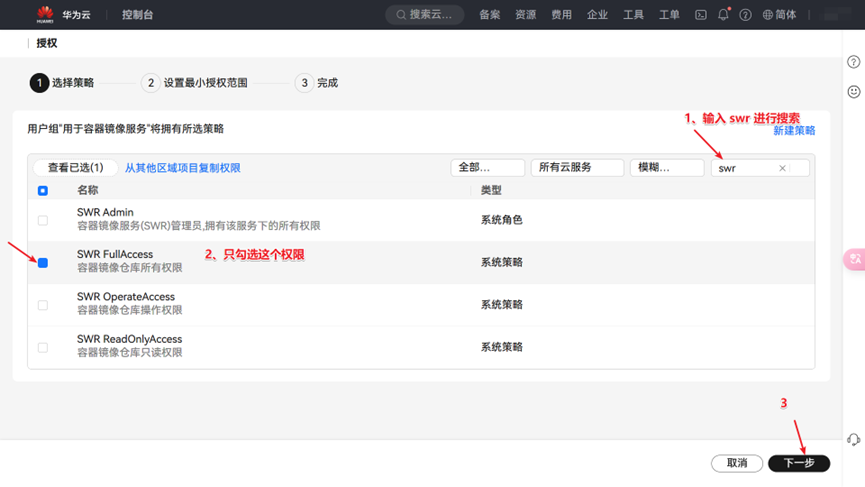 HUAWEI 华为云 控制台 搜索云... 备案 资源 费用 企业 工具 工单 简体
授权
1 选择策略 2 设置最小授权范围 3 完成
1、输入 swr 进行搜索
用户组"用于容器镜像服务"将拥有所选策略
新建策略
查看已选(1) 从其他区域项目复制权限 全部... 所有云服务 模糊... swr
名称 类型
SWR Admin
容器镜像服务(SWR)管理员,拥有该服务下的所有权限
系统角色
SWR FullAccess
容器镜像仓库所有权限
2、只勾选这个权限
系统策略
SWR OperateAccess
容器镜像仓库操作权限
系统策略
SWR ReadOnlyAccess
容器镜像仓库只读权限
系统策略
3
取消 下一步